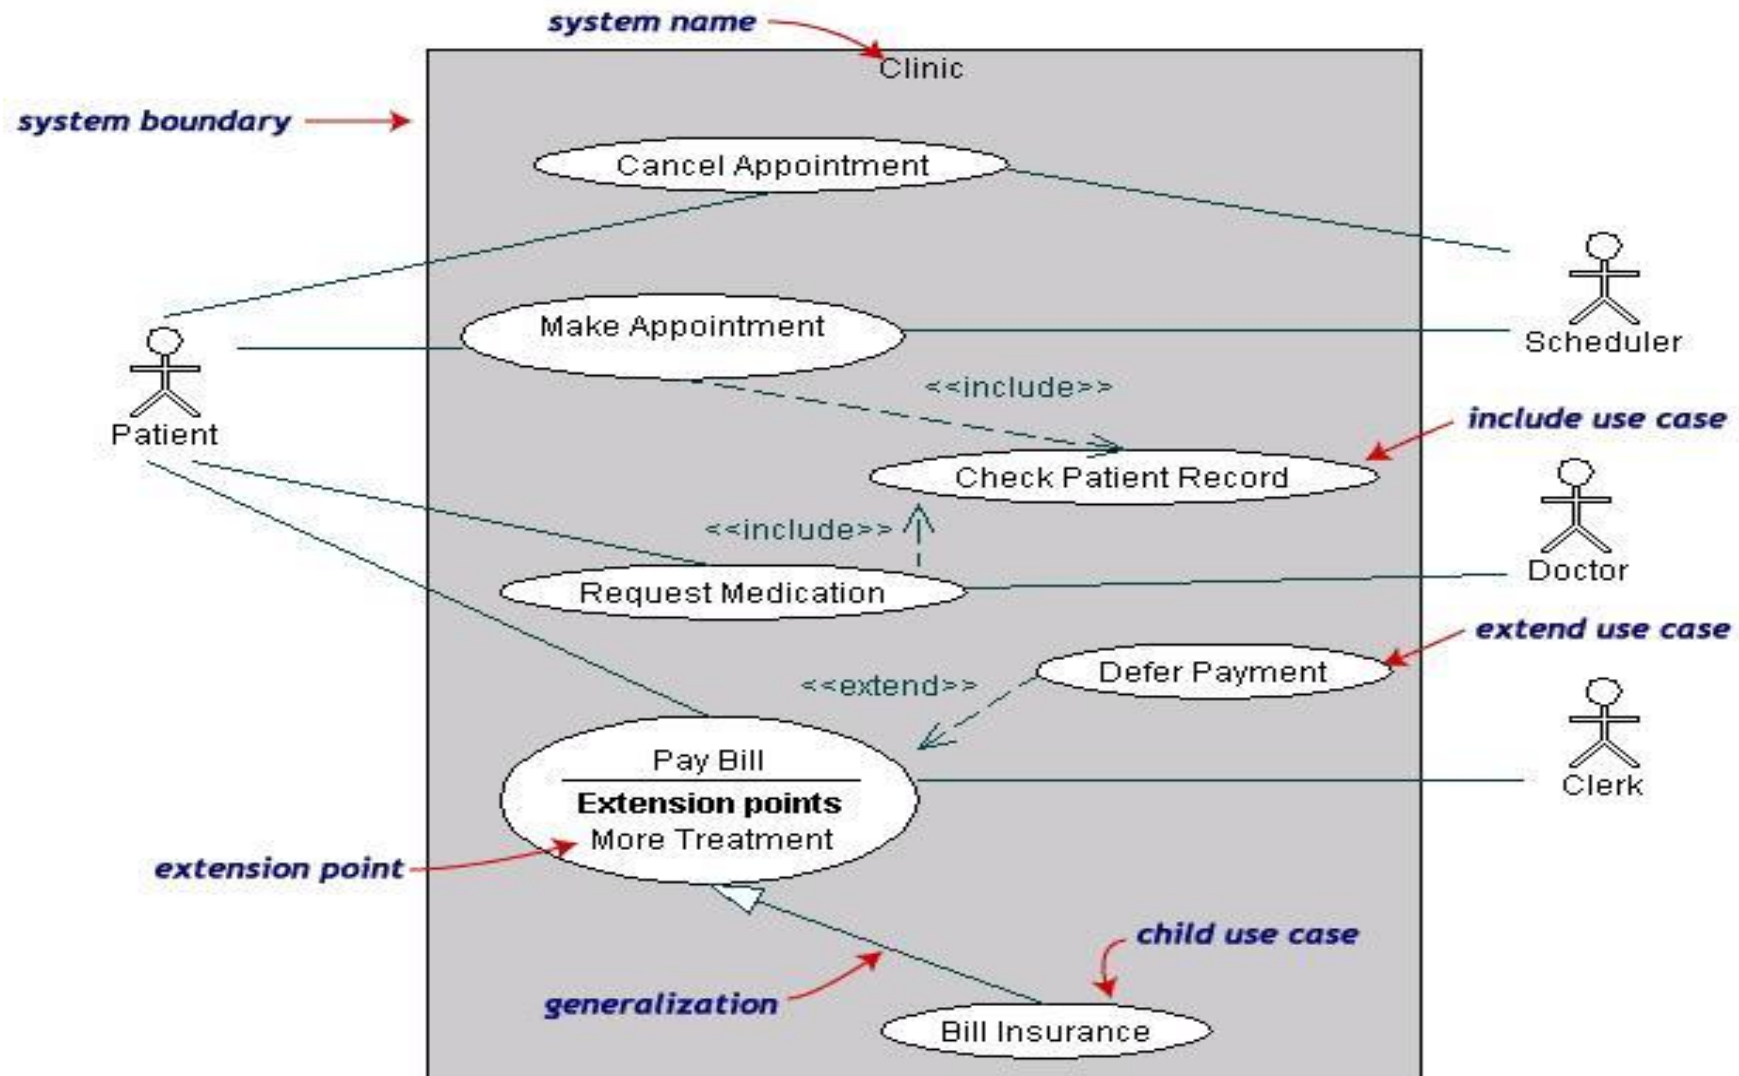 system name
Clinic
system boundary
Cancel Appointment
Make Appointment
Scheduler
<<include>>
include use case
Patient
Check Patient Record
<<include>>
Doctor
Request Medication
extend use case
Defer Payment
<<extend>>
Pay Bill
Extension points
Clerk
More Treatment
extension point
child use case
generalization
Bill Insurance